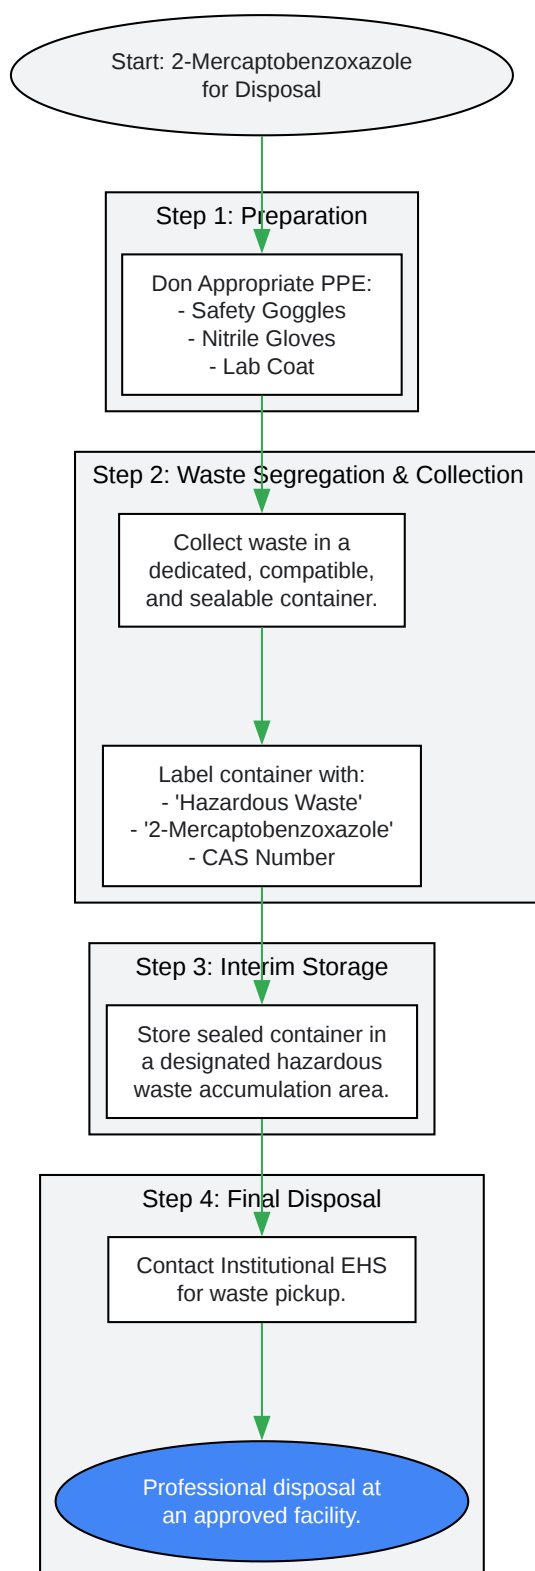 Start: 2-Mercaptobenzoxazole
for Disposal
Step 1: Preparation
Don Appropriate PPE:
- Safety Goggles
- Nitrile Gloves
- Lab Coat
Step 2: Waste Segregation & Collection
Collect waste in a
dedicated, compatible,
and sealable container.
Label container with:
- 'Hazardous Waste'
- '2-Mercaptobenzoxazole'
- CAS Number
Step 3: Interim Storage
Store sealed container in
a designated hazardous
waste accumulation area.
Step 4: Final Disposal
Contact Institutional EHS
for waste pickup.
Professional disposal at
an approved facility.